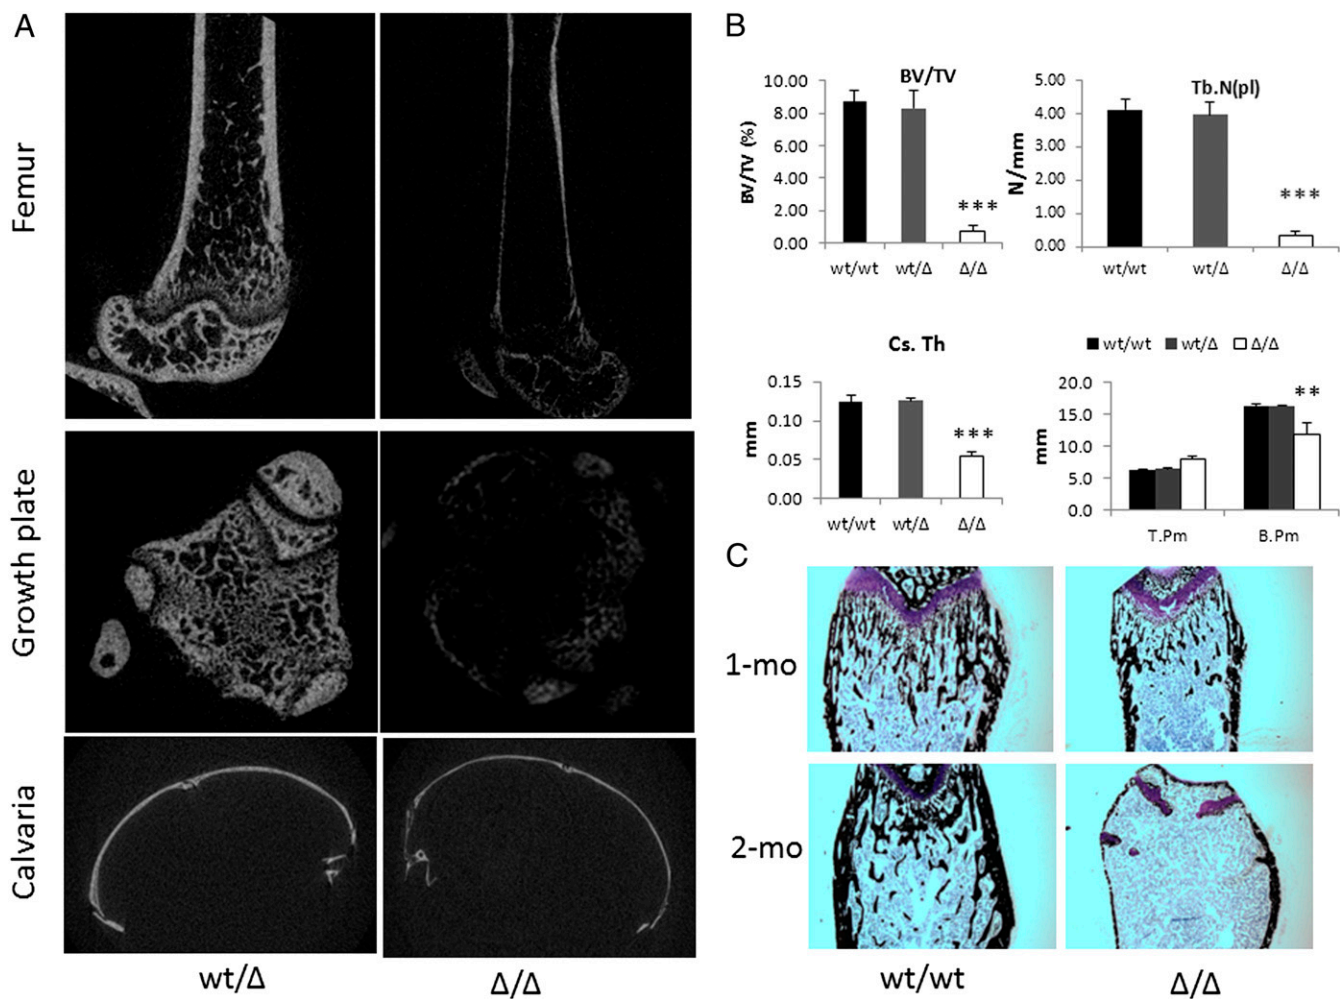 A
Femur
Growth plate
Calvaria
wt/Δ
Δ/Δ
B
BV/TV
BV/TV (%)
10.00
8.00
6.00
4.00
2.00
0.00
***
wt/wt
wt/Δ
Δ/Δ
Tb.N(pl)
N/mm
5.00
4.00
3.00
2.00
1.00
0.00
***
wt/wt
wt/Δ
Δ/Δ
Cs. Th
mm
0.15
0.10
0.05
0.00
***
wt/wt
wt/Δ
Δ/Δ
wt/wt wt/Δ Δ/Δ
mm
20.0
15.0
10.0
5.0
0.0
**
T.Pm
B.Pm
C
1-mo
2-mo
wt/wt
Δ/Δ